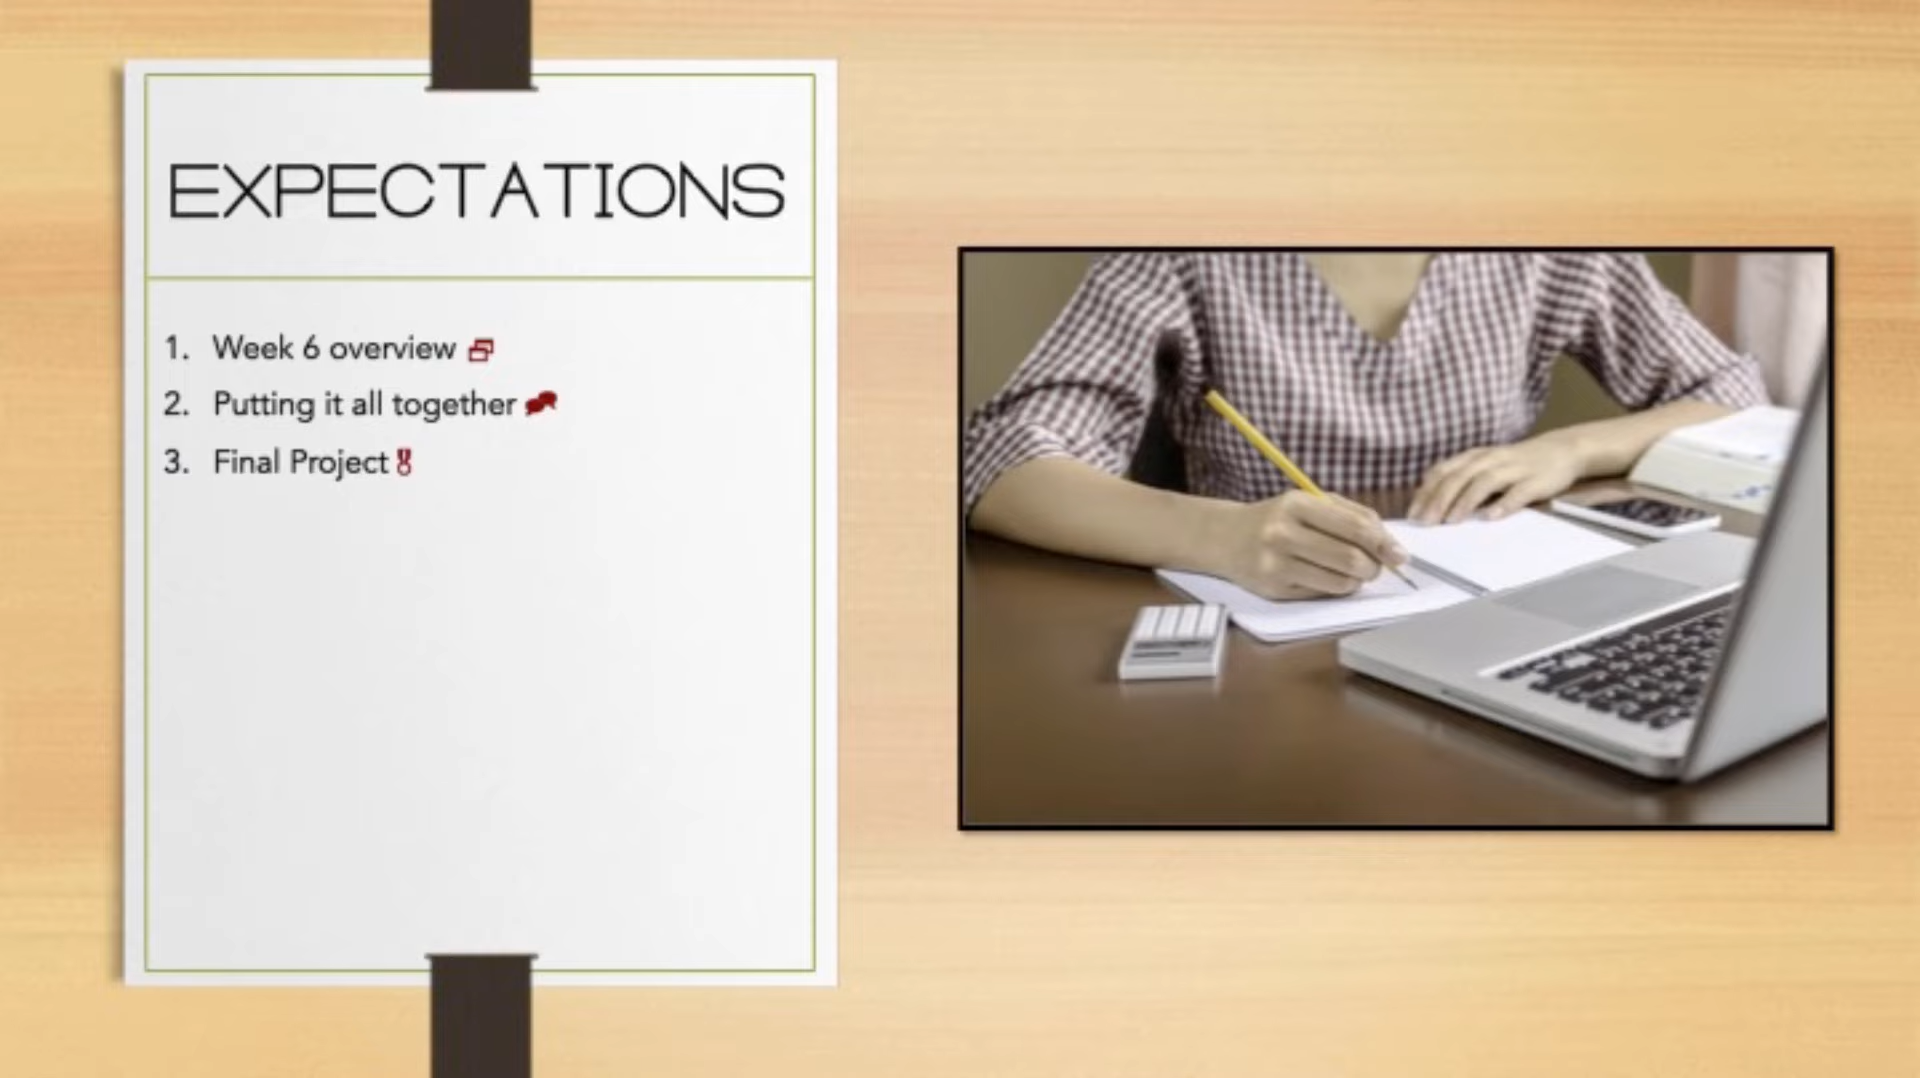 EXPECTATIONS
1. Week 6 overview
2. Putting it all together
3. Final Project